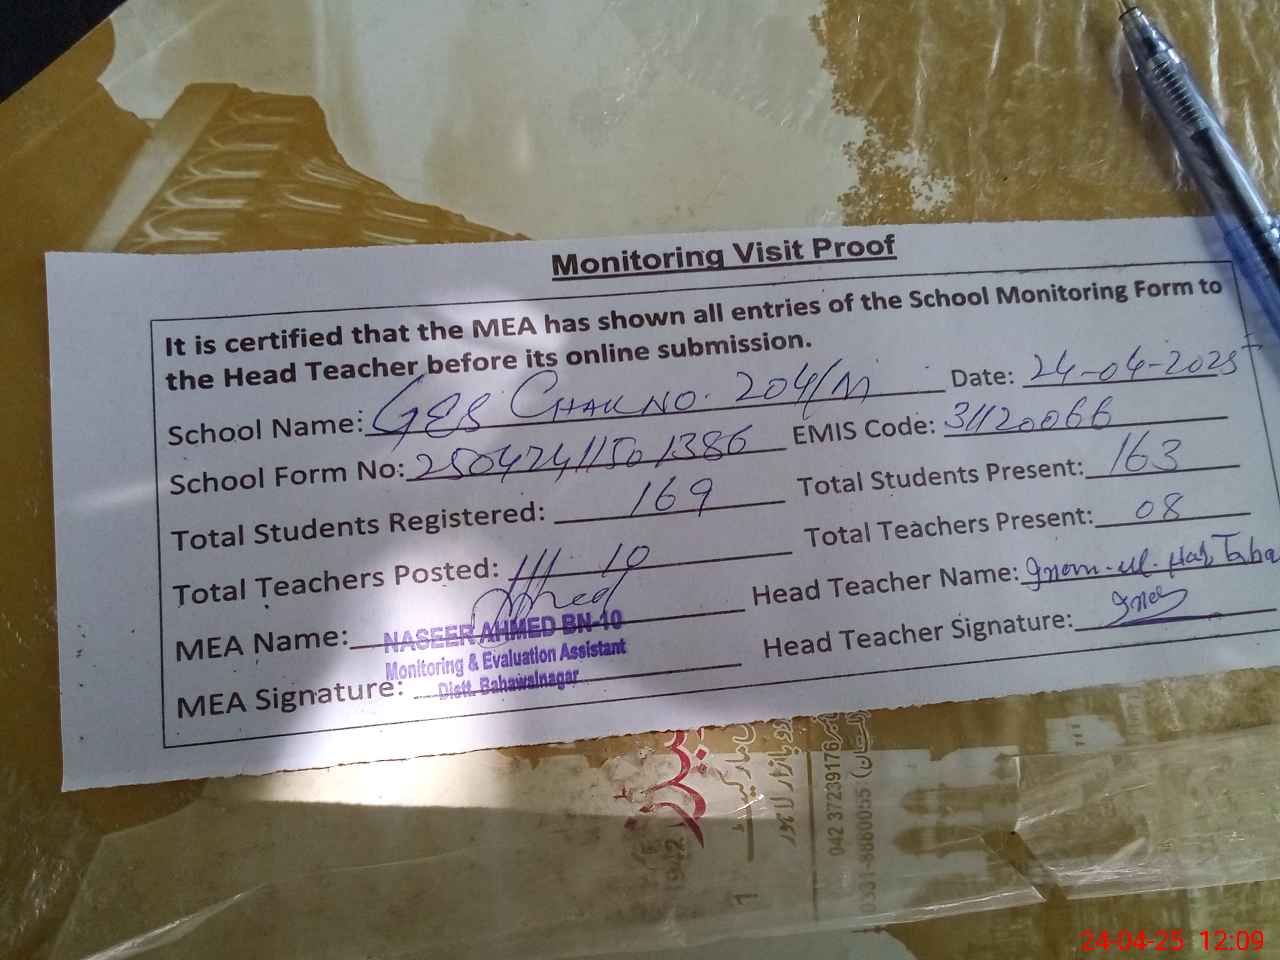 Monitoring Visit Proof
It is certified that the MEA has shown all entries of the School Monitoring Form to
the Head Teacher before its online submission.
School Name: GES CHAK NO. 204/M Date: 24-04-2025
School Form No: 25042411501386 EMIS Code: 31120066
Total Students Registered: 169 Total Students Present: 163
Total Teachers Posted: 10 Total Teachers Present: 08
MEA Name: Head Teacher Name:
NASEER AHMED BN-10
Monitoring & Evaluation Assistant
Distt. Bahawalnagar
MEA Signature: Head Teacher Signature:
1942
042 37239176
24-04-25 12:09